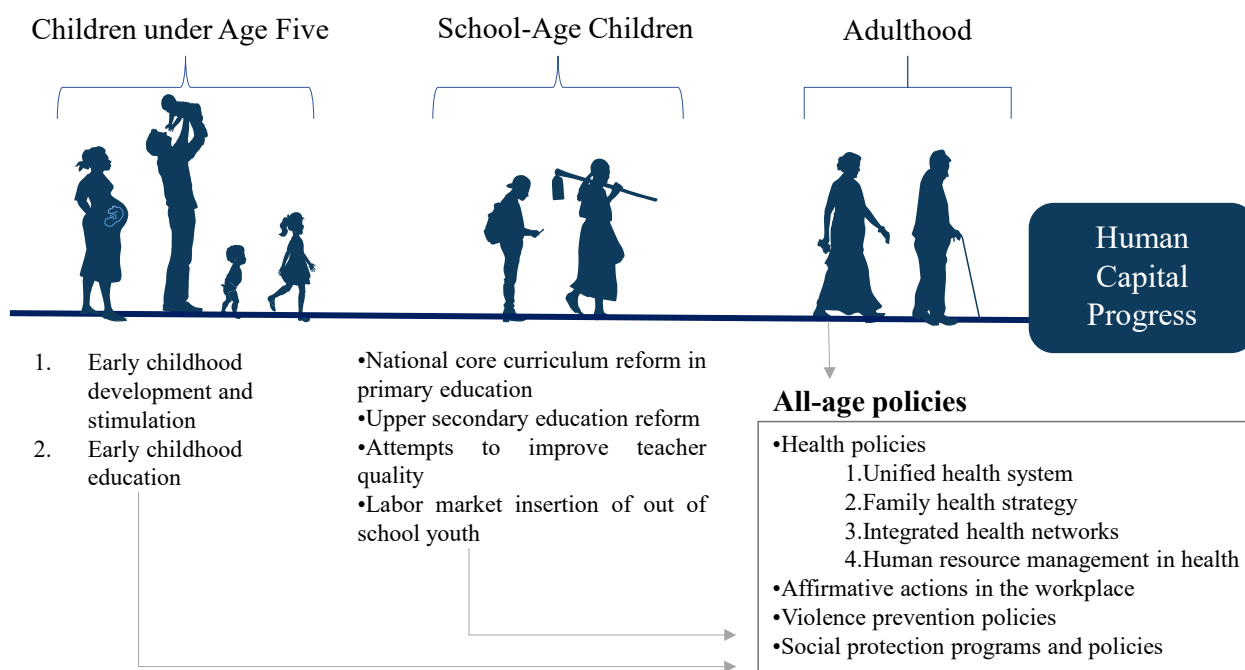 Children under Age Five
School-Age Children
Adulthood
Human
Capital
Progress
1. Early childhood
development and
stimulation
2. Early childhood
education
•National core curriculum reform in
primary education
•Upper secondary education reform
•Attempts to improve teacher
quality
•Labor market insertion of out of
school youth
All-age policies
•Health policies
1.Unified health system
2.Family health strategy
3.Integrated health networks
4.Human resource management in health
•Affirmative actions in the workplace
•Violence prevention policies
•Social protection programs and policies